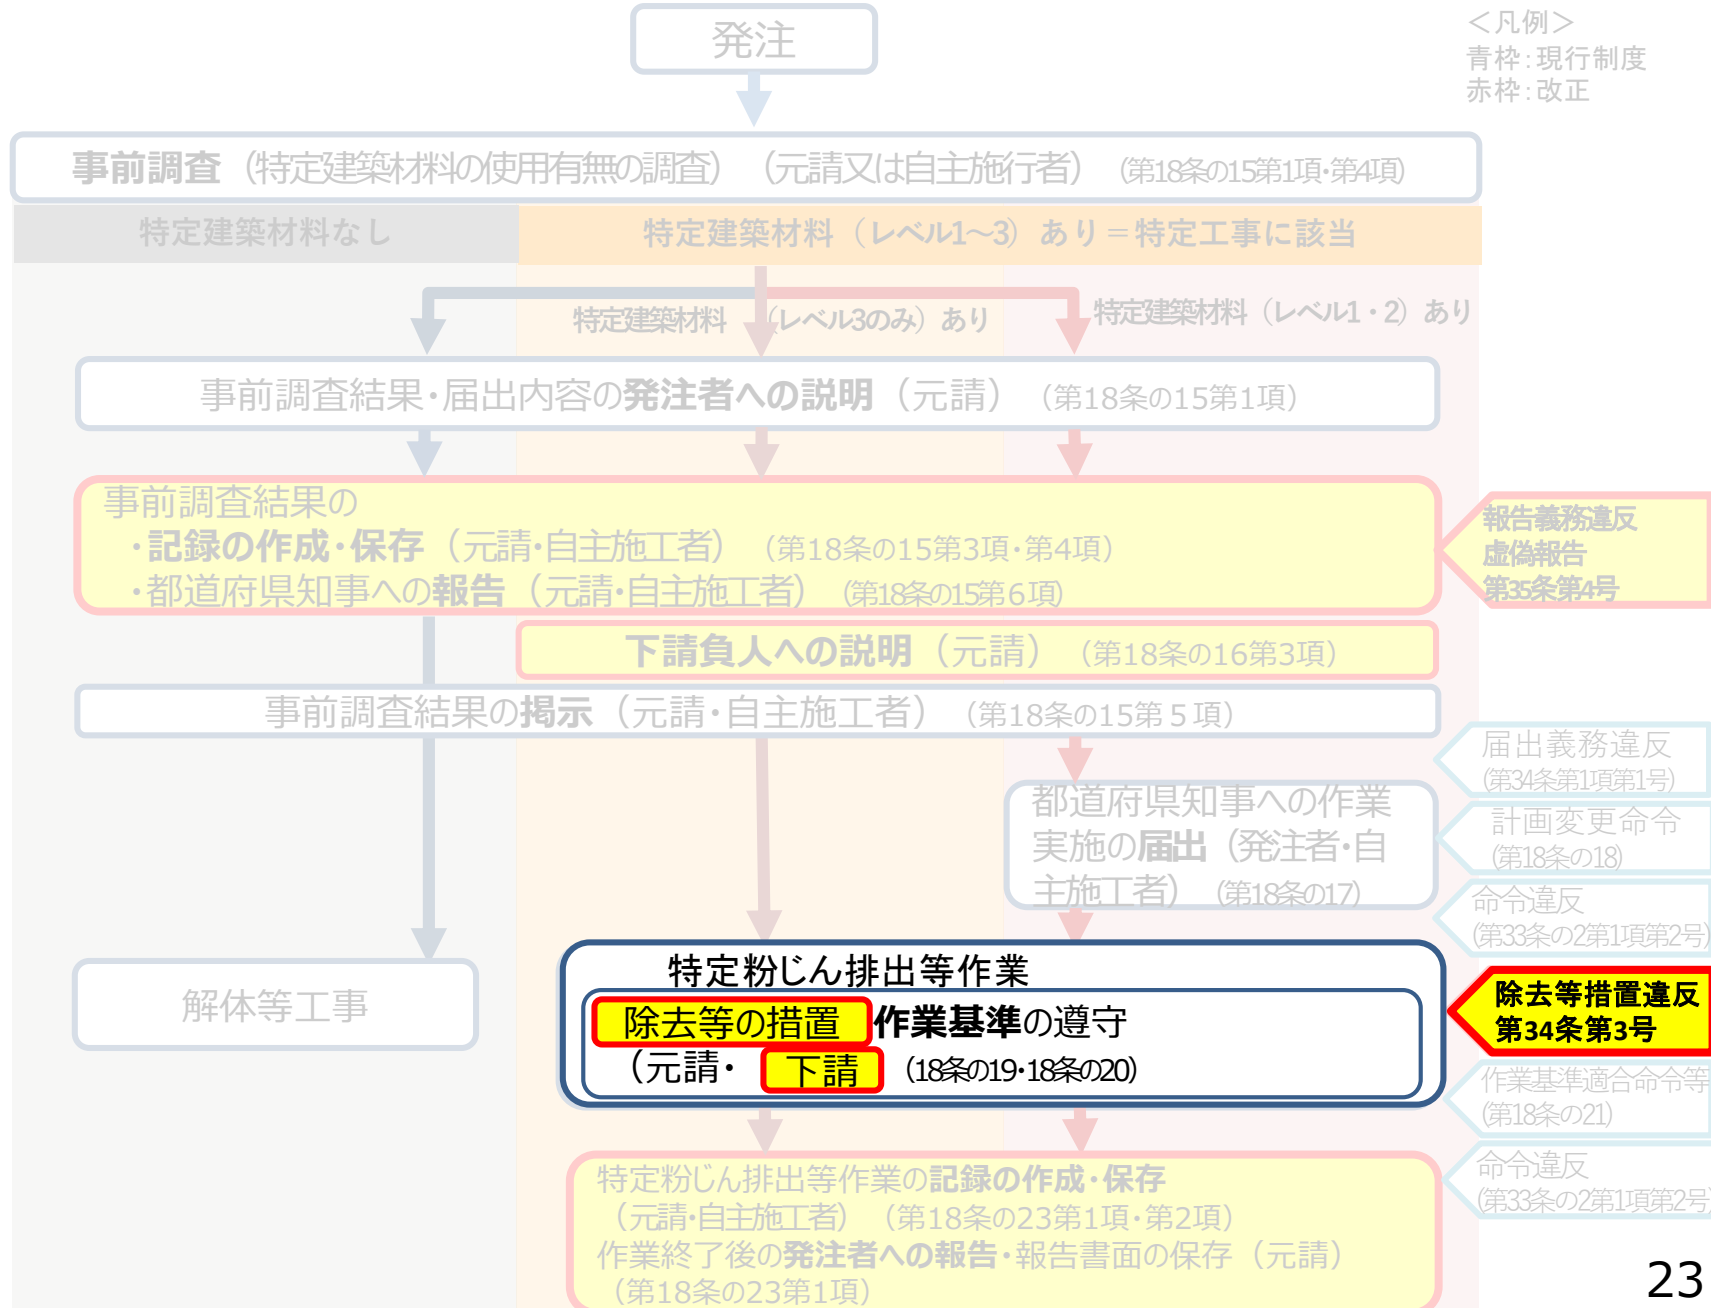 発注
＜凡例＞
青枠：現行制度
赤枠：改正
事前調査（特定建築材料の使用有無の調査）（元請又は自主施行者）（第18条の15第1項・第4項）
特定建築材料なし
特定建築材料（レベル1～3）あり＝特定工事に該当
特定建築材料（レベル3のみ）あり
特定建築材料（レベル1・2）あり
事前調査結果・届出内容の発注者への説明（元請）（第18条の15第1項）
事前調査結果の
・記録の作成・保存（元請・自主施工者）（第18条の15第3項・第4項）
・都道府県知事への報告（元請・自主施工者）（第18条の15第６項）
報告義務違反
虚偽報告
第35条第4号
下請負人への説明（元請）（第18条の16第3項）
事前調査結果の掲示（元請・自主施工者）（第18条の15第５項）
届出義務違反
(第34条第1項第1号)
都道府県知事への作業
実施の届出（発注者・自
主施工者）（第18条の17）
計画変更命令
(第18条の18)
命令違反
(第33条の2第1項第2号)
解体等工事
特定粉じん排出等作業
除去等の措置 作業基準の遵守
（元請・ 下請 （18条の19・18条の20）
除去等措置違反
第34条第3号
作業基準適合命令等
(第18条の21)
命令違反
(第33条の2第1項第2号)
特定粉じん排出等作業の記録の作成・保存
（元請・自主施工者）（第18条の23第1項・第2項）
作業終了後の発注者への報告・報告書面の保存（元請）
（第18条の23第1項）
23